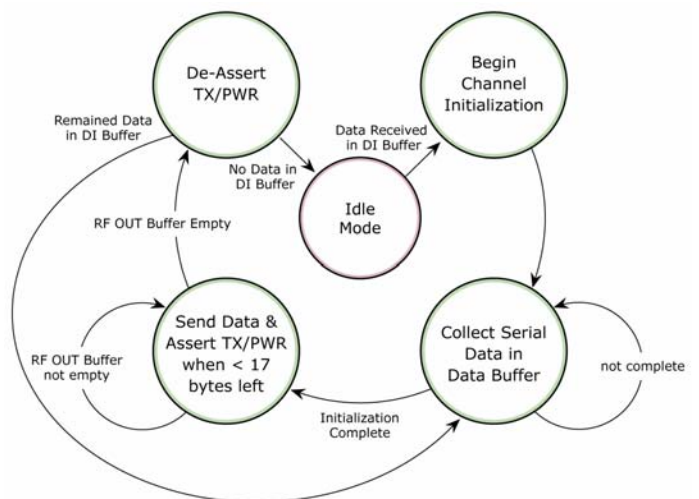 De-Assert
TX/PWR
Begin
Channel
Initialization
Remained Data
in DI Buffer
Data Received
in DI Buffer
No Data in
DI Buffer
Idle
Mode
RF OUT Buffer Empty
Send Data &
Assert TX/PWR
when < 17
bytes left
Collect Serial
Data in
Data Buffer
RF OUT Buffer
not empty
not complete
Initialization
Complete